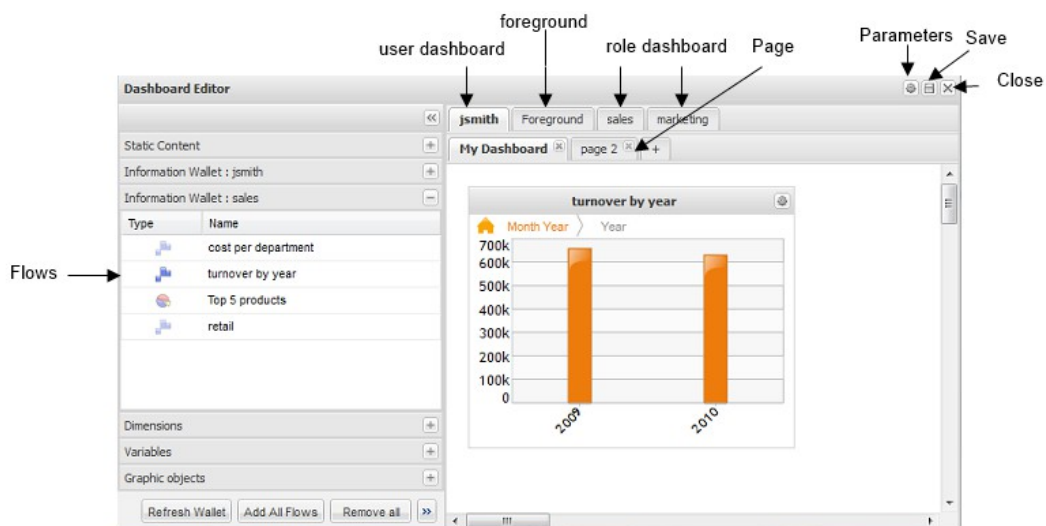 foreground
user dashboard
role dashboard
Page
Parameters
Save
Close
Dashboard Editor
jsmith
Foreground
sales
marketing
Static Content
My Dashboard
page 2
+
Information Wallet : jsmith
Information Wallet : sales
Type Name
cost per department
Flows
turnover by year
Top 5 products
retail
Dimensions
Variables
Graphic objects
Refresh Wallet
Add All Flows
Remove all
»
turnover by year
Month Year
Year
700k
600k
500k
400k
300k
200k
100k
0
2009
2010